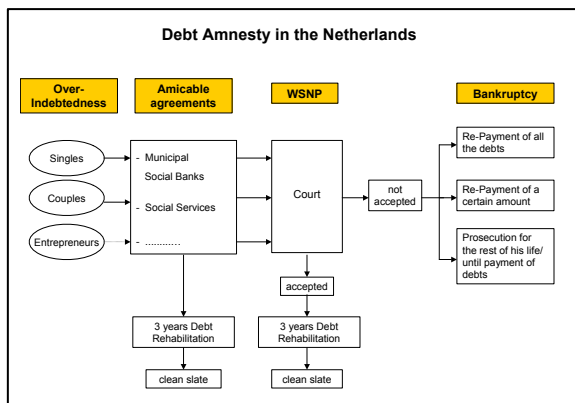 Debt Amnesty in the Netherlands
Over-
Indebtedness
Amicable
agreements
WSNP
Bankruptcy
Singles
Couples
Entrepreneurs
- Municipal
Social Banks
- Social Services
- ............
Court
not
accepted
Re-Payment of all
the debts
Re-Payment of a
certain amount
Prosecution for
the rest of his life/
until payment of
debts
accepted
3 years Debt
Rehabilitation
3 years Debt
Rehabilitation
clean slate
clean slate